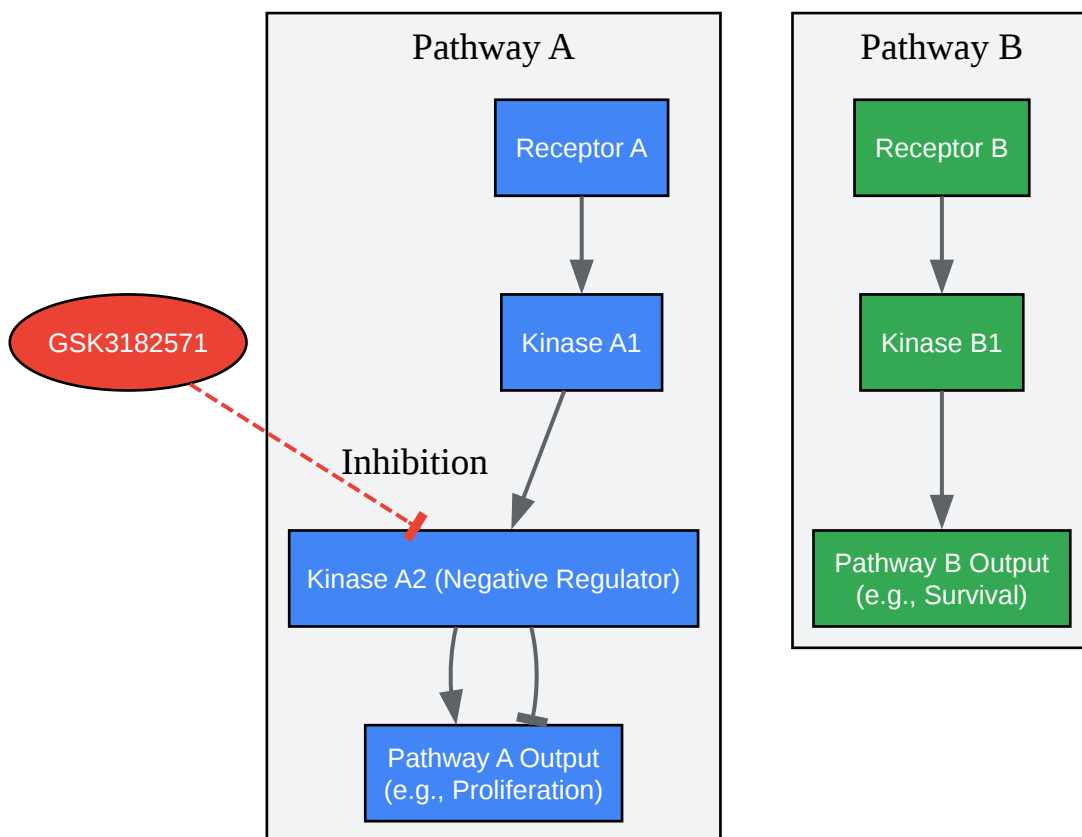 Pathway A
Receptor A
Kinase A1
GSK3182571
Inhibition
Kinase A2 (Negative Regulator)
Pathway A Output
(e.g., Proliferation)
Pathway B
Receptor B
Kinase B1
Pathway B Output
(e.g., Survival)